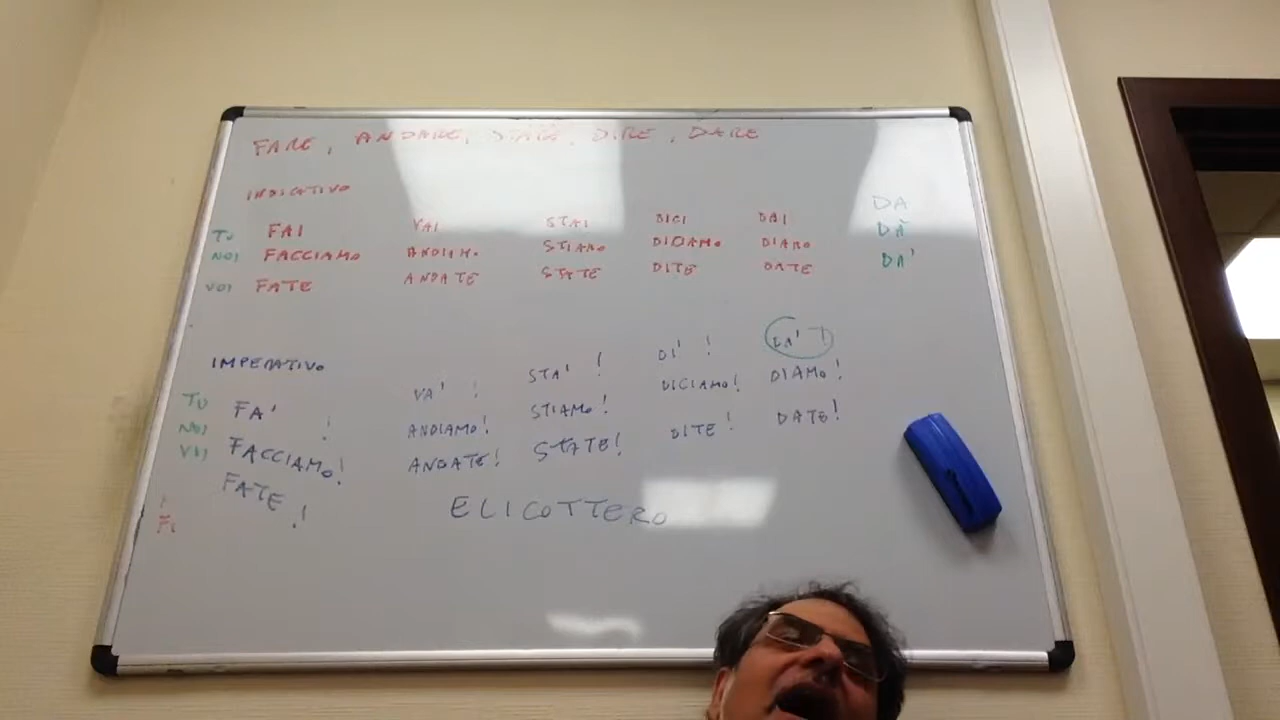 FARE, ANDARE, STARE, DIRE, DARE
INDICATIVO
TU FAI VAI STAI DICI DAI DA
NOI FACCIAMO ANDIAMO STIAMO DICIAMO DIAMO DÀ
VOI FATE ANDATE STATE DITE DATE DA'
IMPERATIVO
TU FA' ! VA' ! STA' ! DI' ! DA' !
NOI FACCIAMO! ANDIAMO! STIAMO! DICIAMO! DIAMO!
VOI FATE! ANDATE! STATE! DITE! DATE!
ELICOTTERO